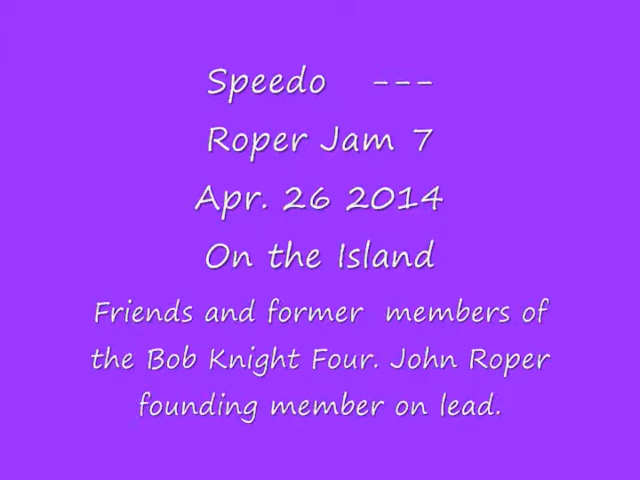 Speedo ---
Roper Jam 7
Apr. 26 2014
On the Island
Friends and former members of
the Bob Knight Four. John Roper
founding member on lead.